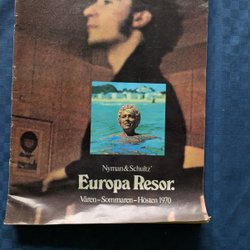 Nyman & Schultz'
Europa Resor.
Våren – Sommaren – Hösten 1970